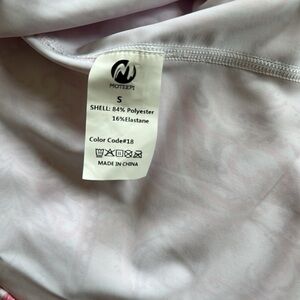 MOTEEPI
S
SHELL: 84% Polyester
16%Elastane
Color Code#18
MADE IN CHINA